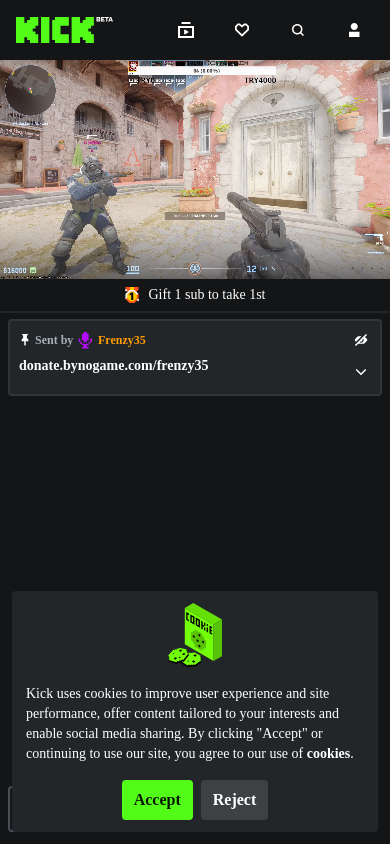 KICK BETA
TRY4000
$16000
100
12
Gift 1 sub to take 1st
Sent by Frenzy35
donate.bynogame.com/frenzy35
COOKIE
Kick uses cookies to improve user experience and site
performance, offer content tailored to your interests and
enable social media sharing. By clicking "Accept" or
continuing to use our site, you agree to our use of cookies.
Accept Reject